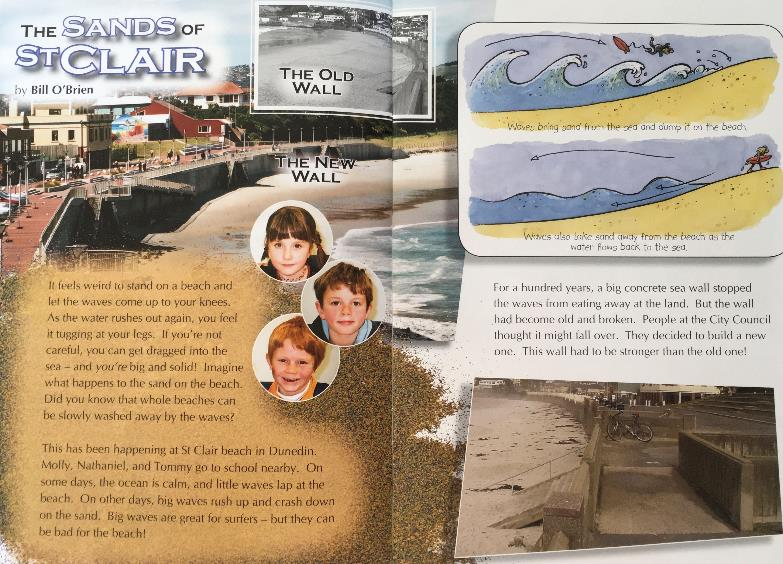 THE SANDS OF
ST CLAIR
by Bill O'Brien
THE OLD
WALL
THE NEW
WALL
It feels weird to stand on a beach and
let the waves come up to your knees.
As the water rushes out again, you feel
it tugging at your legs. If you're not
careful, you can get dragged into the
sea – and you're big and solid! Imagine
what happens to the sand on the beach.
Did you know that whole beaches can
be slowly washed away by the waves?
This has been happening at St Clair beach in Dunedin.
Molly, Nathaniel, and Tommy go to school nearby. On
some days, the ocean is calm, and little waves lap at the
beach. On other days, big waves rush up and crash down
on the sand. Big waves are great for surfers – but they can
be bad for the beach!
Waves bring sand from the sea and dump it on the beach.
Waves also take sand away from the beach as the
water flows back to the sea.
For a hundred years, a big concrete sea wall stopped
the waves from eating away at the land. But the wall
had become old and broken. People at the City Council
thought it might fall over. They decided to build a new
one. This wall had to be stronger than the old one!